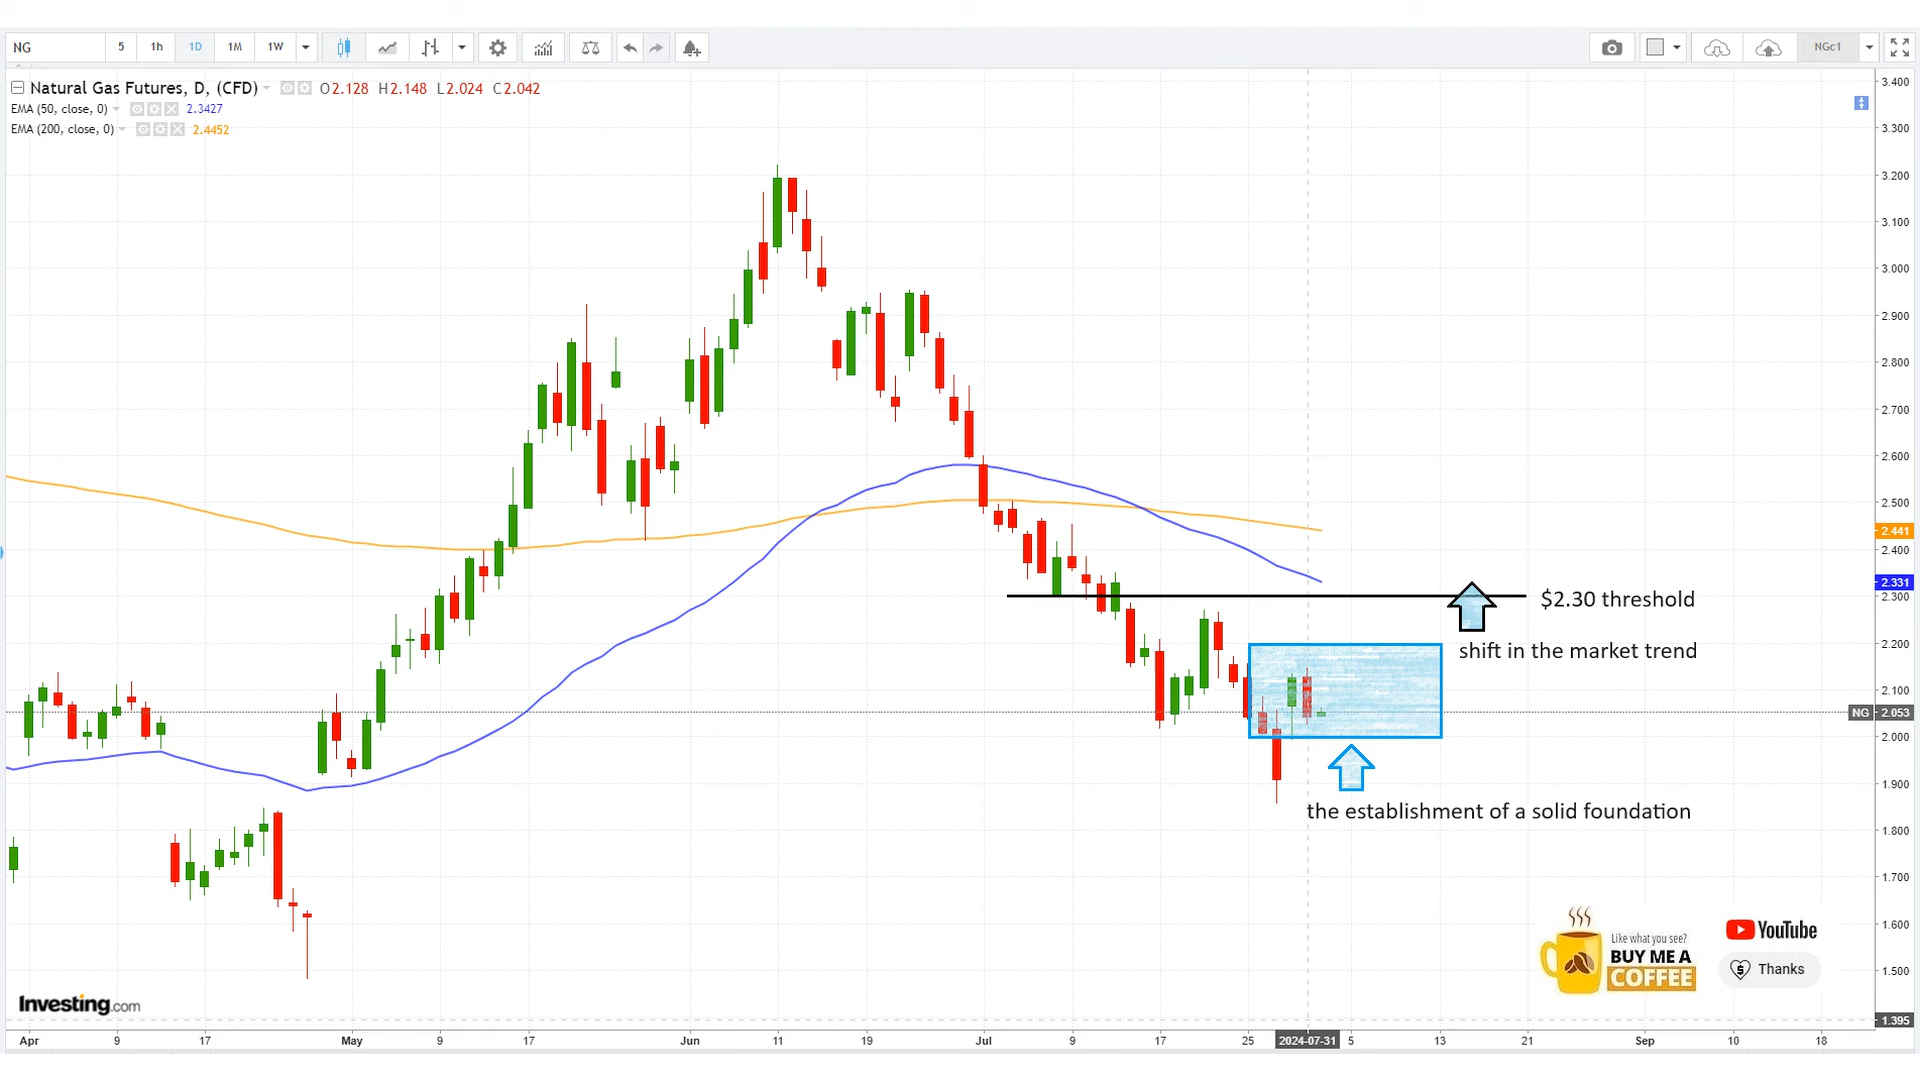 NG 5 1h 1D 1M 1W NGc1
Natural Gas Futures, D, (CFD) O2.128 H2.148 L2.024 C2.042
EMA (50, close, 0) 2.3427
EMA (200, close, 0) 2.4452
3.400
3.300
3.200
3.100
3.000
2.900
2.800
2.700
2.600
2.500
2.441
2.400
2.331
2.300
$2.30 threshold
2.200
shift in the market trend
2.100
NG 2.053
2.000
1.900
the establishment of a solid foundation
1.800
1.700
1.600
1.500
1.395
Like what you see?
BUY ME A
COFFEE
YouTube
Thanks
Investing.com
Apr 9 17 May 9 17 Jun 11 19 Jul 9 17 25 2024-07-31 5 13 21 Sep 10 18